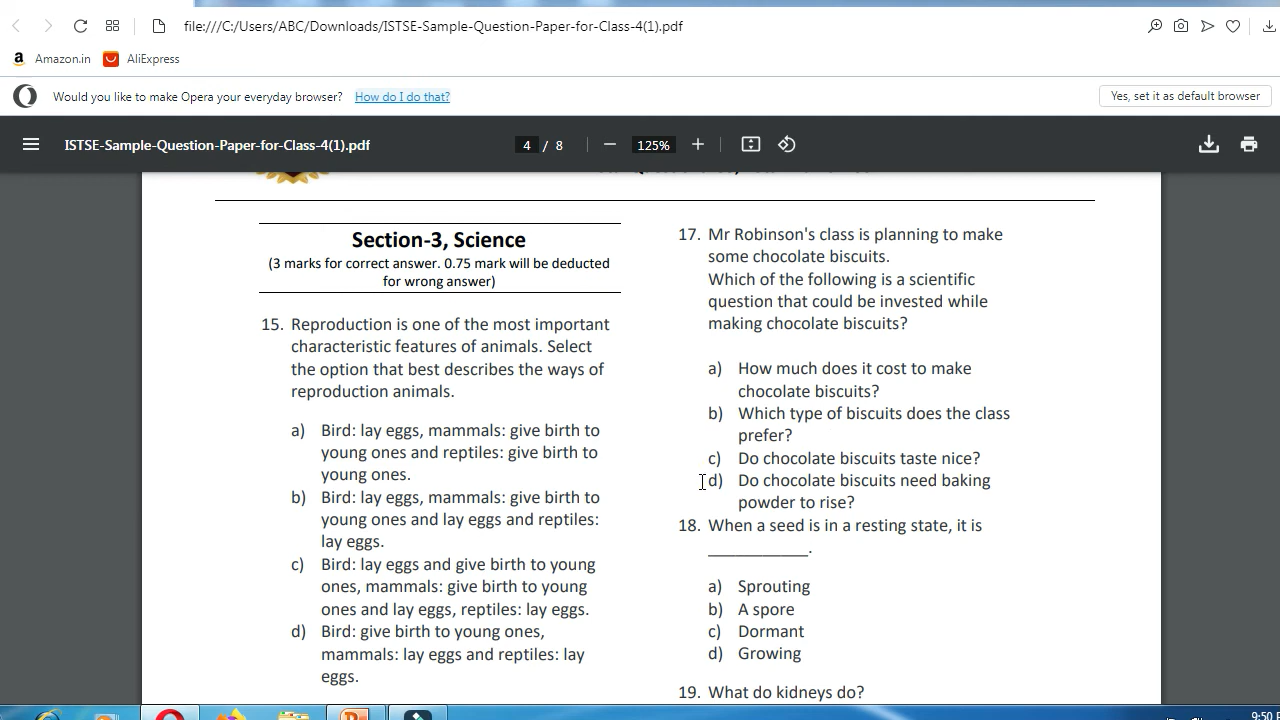 file:///C:/Users/ABC/Downloads/ISTSE-Sample-Question-Paper-for-Class-4(1).pdf
Amazon.in AliExpress
Would you like to make Opera your everyday browser? How do I do that? Yes, set it as default browser
ISTSE-Sample-Question-Paper-for-Class-4(1).pdf 4 / 8 125%
Section-3, Science
(3 marks for correct answer. 0.75 mark will be deducted
for wrong answer)
15. Reproduction is one of the most important
characteristic features of animals. Select
the option that best describes the ways of
reproduction animals.
a) Bird: lay eggs, mammals: give birth to
young ones and reptiles: give birth to
young ones.
b) Bird: lay eggs, mammals: give birth to
young ones and lay eggs and reptiles:
lay eggs.
c) Bird: lay eggs and give birth to young
ones, mammals: give birth to young
ones and lay eggs, reptiles: lay eggs.
d) Bird: give birth to young ones,
mammals: lay eggs and reptiles: lay
eggs.
17. Mr Robinson's class is planning to make
some chocolate biscuits.
Which of the following is a scientific
question that could be invested while
making chocolate biscuits?
a) How much does it cost to make
chocolate biscuits?
b) Which type of biscuits does the class
prefer?
c) Do chocolate biscuits taste nice?
d) Do chocolate biscuits need baking
powder to rise?
18. When a seed is in a resting state, it is
____________.
a) Sprouting
b) A spore
c) Dormant
d) Growing
19. What do kidneys do?
9:50